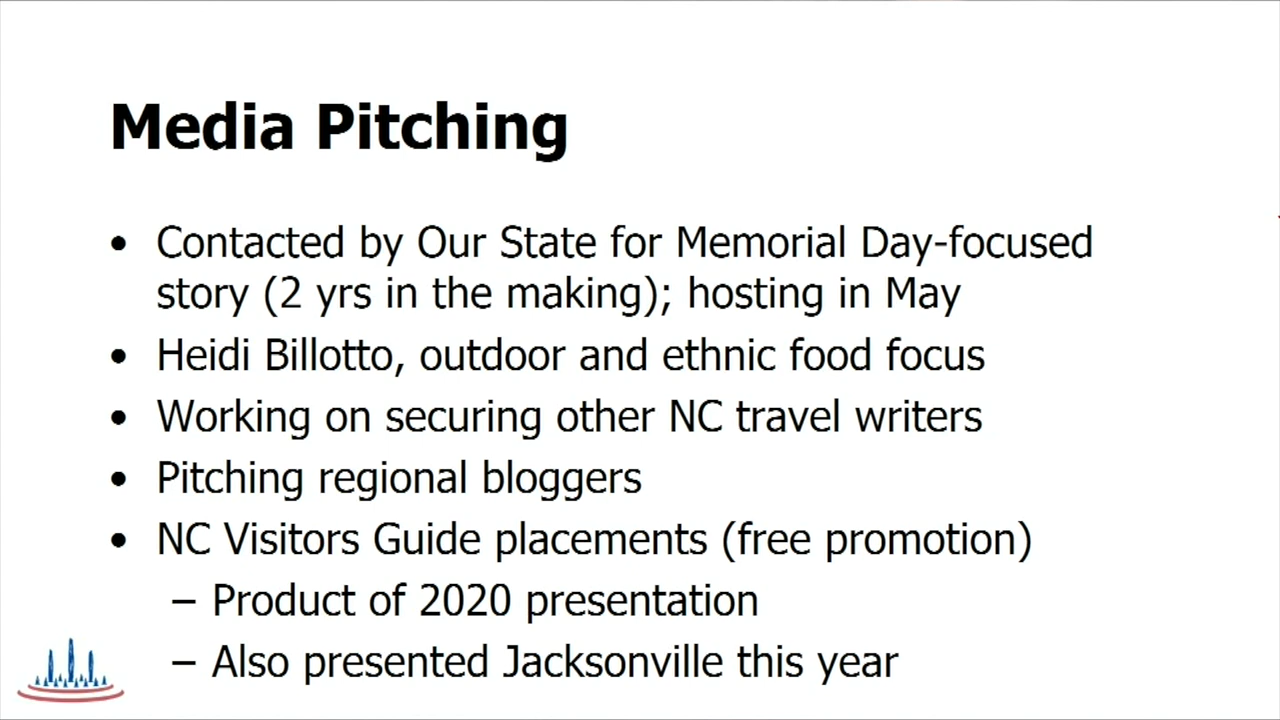 Media Pitching
• Contacted by Our State for Memorial Day-focused
story (2 yrs in the making); hosting in May
• Heidi Billotto, outdoor and ethnic food focus
• Working on securing other NC travel writers
• Pitching regional bloggers
• NC Visitors Guide placements (free promotion)
– Product of 2020 presentation
– Also presented Jacksonville this year